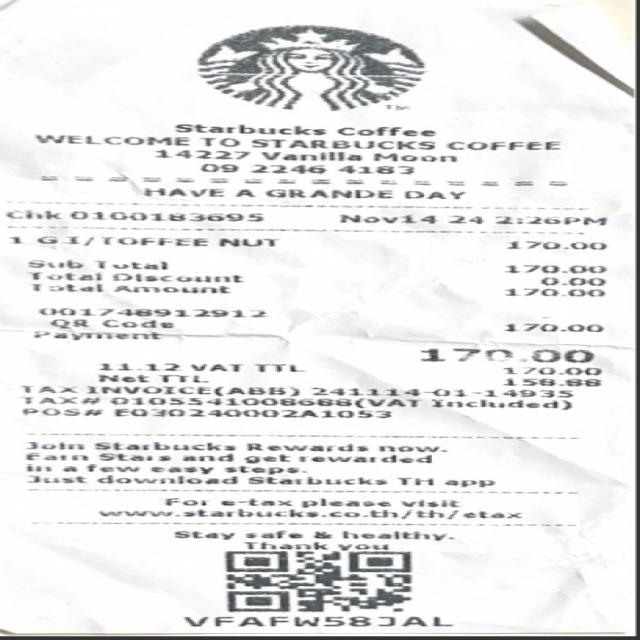 TM
Starbucks Coffee
WELCOME TO STARBUCKS COFFEE
14227 Vanilla Moon
09 2246 4183
HAVE A GRANDE DAY
Chk 0100183695 Nov14 24 2:26PM
1 GI/TOFFEE NUT 170.00
Sub Total 170.00
Total Discount 0.00
Total Amount 170.00
001748912912
QR Code 170.00
Payment 170.00
11.12 VAT TTL 170.00
Net TTL 158.88
TAX INVOICE(ABB) 241114-01-14935
TAX# 0105541008688(VAT Included)
POS# E030240002A1053
Join Starbucks Rewards now.
Earn Stars and get rewarded
in a few easy steps.
Just download Starbucks TH app
For e-tax please visit
www.starbucks.co.th/th/etax
Stay safe & healthy.
Thank you
VFAFW58JAL